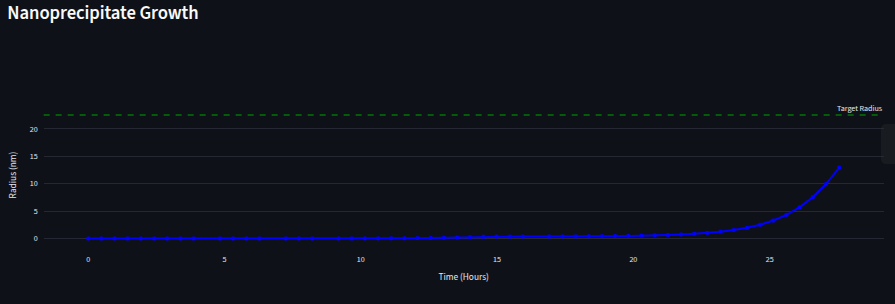 Nanoprecipitate Growth
Target Radius
20
15
10
5
0
Radius (nm)
0 5 10 15 20 25
Time (Hours)